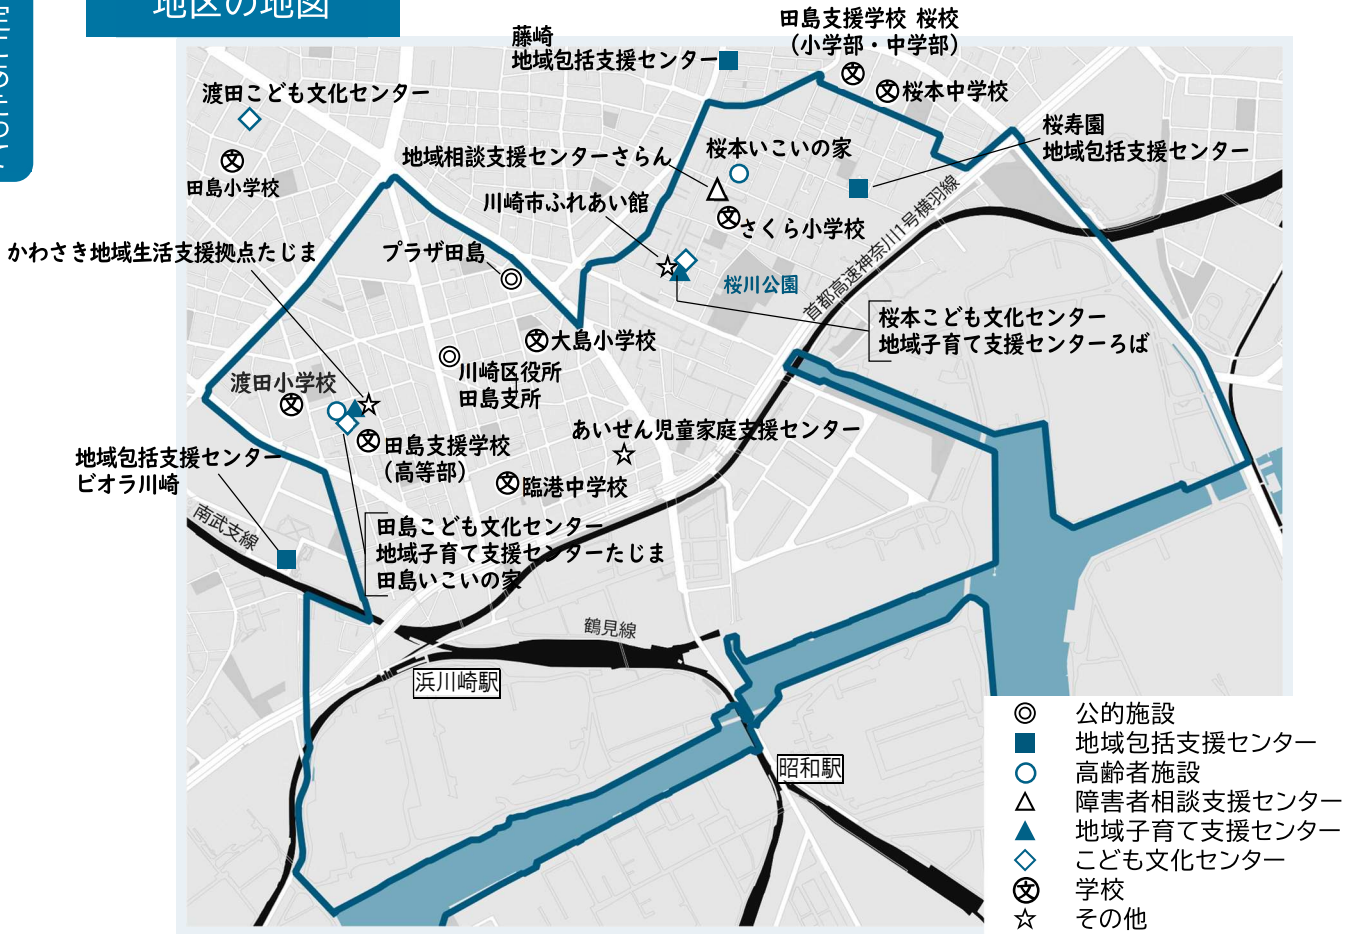 地区の地図
田島支援学校 桜校
（小学部・中学部）
藤崎
地域包括支援センター
渡田こども文化センター
桜本中学校
桜寿園
地域包括支援センター
桜本いこいの家
地域相談支援センターさらん
田島小学校
川崎市ふれあい館
さくら小学校
首都高速神奈川1号横羽線
かわさき地域生活支援拠点たじま
プラザ田島
桜川公園
桜本こども文化センター
地域子育て支援センターろば
大島小学校
川崎区役所
田島支所
渡田小学校
あいせん児童家庭支援センター
田島支援学校
（高等部）
地域包括支援センター
ビオラ川崎
臨港中学校
南武支線
田島こども文化センター
地域子育て支援センターたじま
田島いこいの家
鶴見線
浜川崎駅
昭和駅
公的施設
地域包括支援センター
高齢者施設
障害者相談支援センター
地域子育て支援センター
こども文化センター
学校
その他